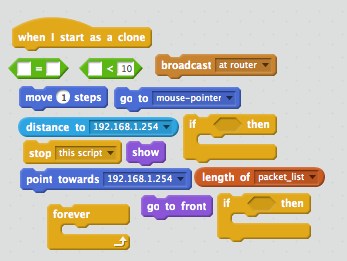 when I start as a clone
=
< 10
broadcast at router
move 1 steps
go to mouse-pointer
distance to 192.168.1.254
if then
stop this script
show
point towards 192.168.1.254
length of packet_list
forever
go to front
if then